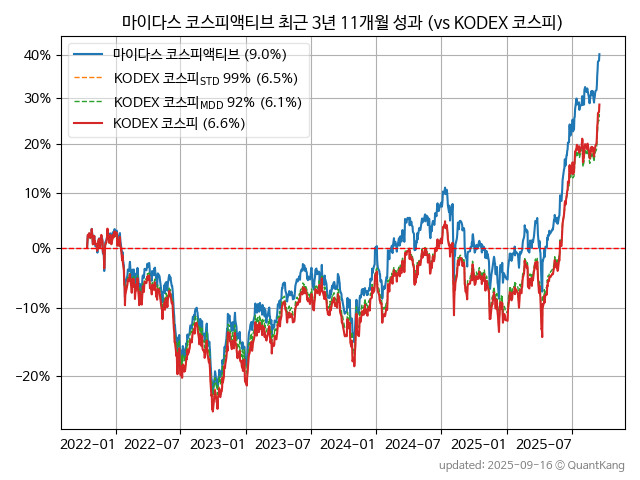 마이다스 코스피액티브 최근 3년 11개월 성과 (vs KODEX 코스피)
마이다스 코스피액티브 (9.0%)
KODEX 코스피STD 99% (6.5%)
KODEX 코스피MDD 92% (6.1%)
KODEX 코스피 (6.6%)
40%
30%
20%
10%
0%
−10%
−20%
2022-01 2022-07 2023-01 2023-07 2024-01 2024-07 2025-01 2025-07
updated: 2025-09-16 © QuantKang